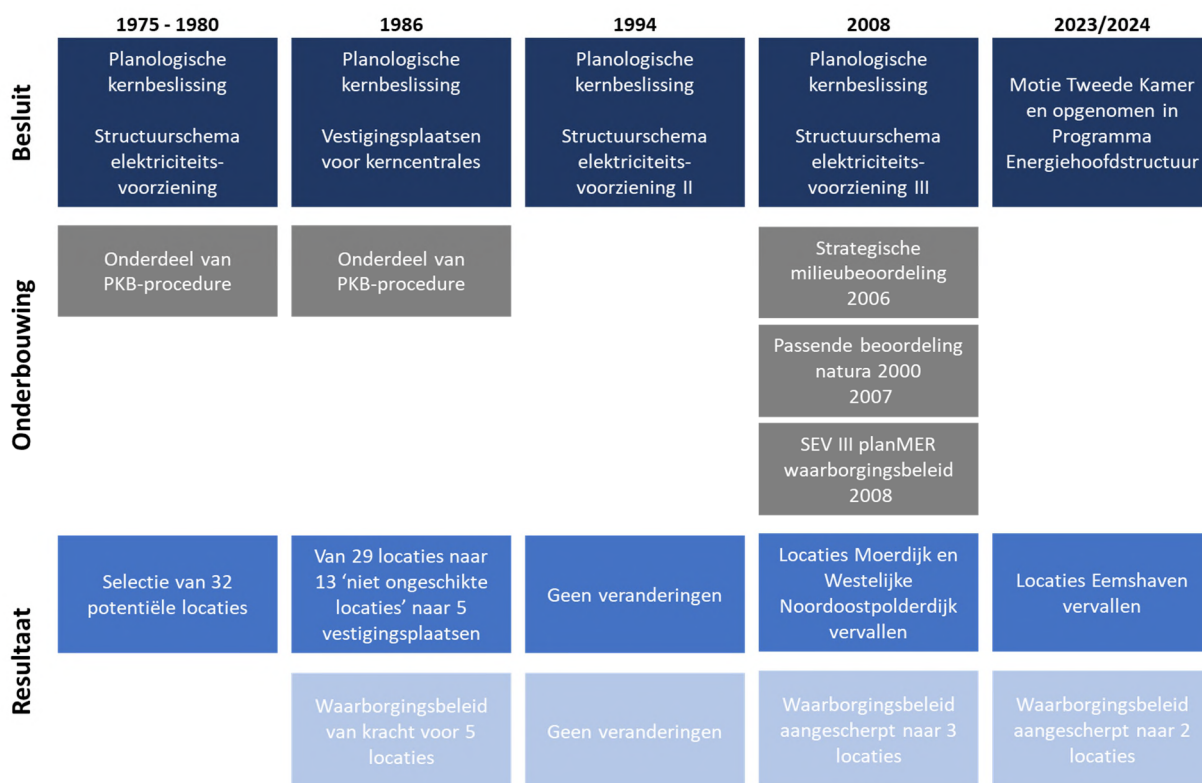 1975 - 1980
1986
1994
2008
2023/2024
Besluit
Planologische
kernbeslissing
Structuurschema
elektriciteits-
voorziening
Planologische
kernbeslissing
Vestigingsplaatsen
voor kerncentrales
Planologische
kernbeslissing
Structuurschema
elektriciteits-
voorziening II
Planologische
kernbeslissing
Structuurschema
elektriciteits-
voorziening III
Motie Tweede Kamer
en opgenomen in
Programma
Energiehoofdstructuur
Onderbouwing
Onderdeel van
PKB-procedure
Onderdeel van
PKB-procedure
Strategische
milieubeoordeling
2006
Passende beoordeling
natura 2000
2007
SEV III planMER
waarborgingsbeleid
2008
Resultaat
Selectie van 32
potentiële locaties
Van 29 locaties naar
13 ‘niet ongeschikte
locaties’ naar 5
vestigingsplaatsen
Geen veranderingen
Locaties Moerdijk en
Westelijke
Noordoostpolderdijk
vervallen
Locaties Eemshaven
vervallen
Waarborgingsbeleid
van kracht voor 5
locaties
Geen veranderingen
Waarborgingsbeleid
aangescherpt naar 3
locaties
Waarborgingsbeleid
aangescherpt naar 2
locaties